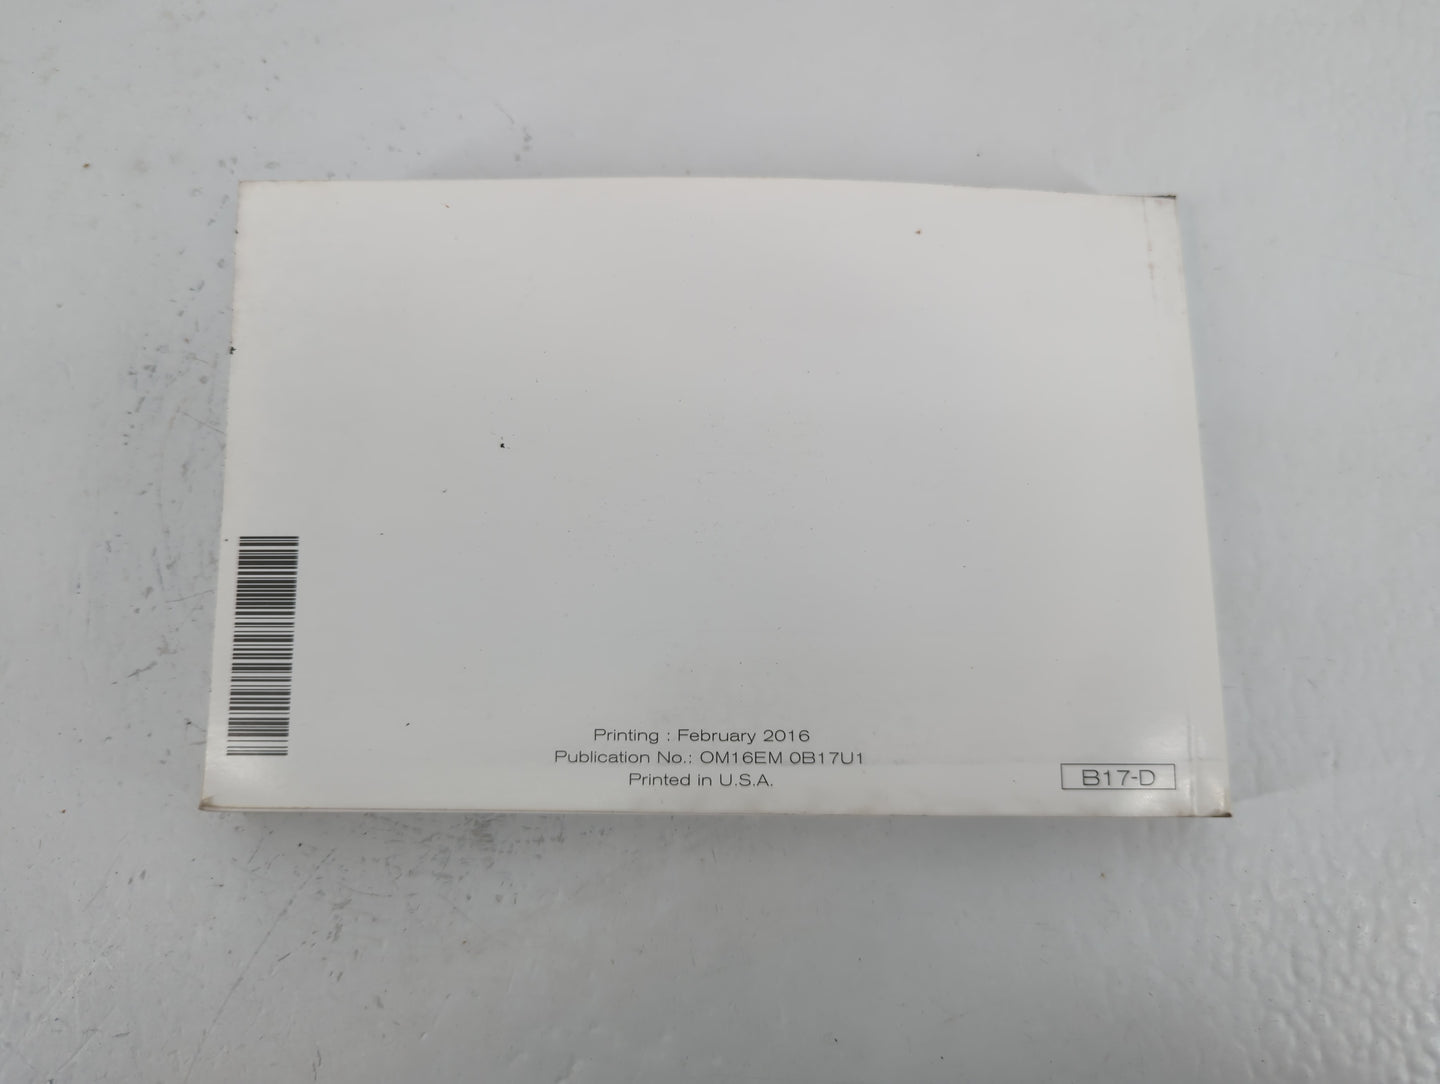 Printing : February 2016
Publication No.: OM16EM 0B17U1
Printed in U.S.A.
B17-D